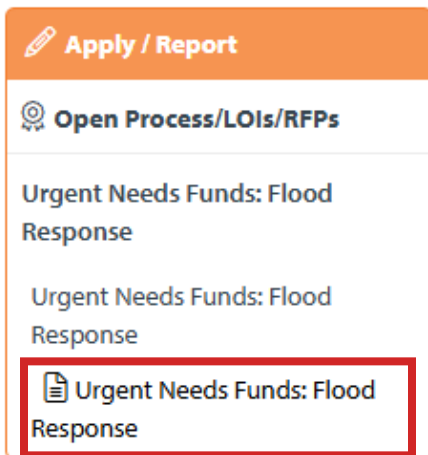 Apply / Report
Open Process/LOIs/RFPs
Urgent Needs Funds: Flood
Response
Urgent Needs Funds: Flood
Response
Urgent Needs Funds: Flood
Response